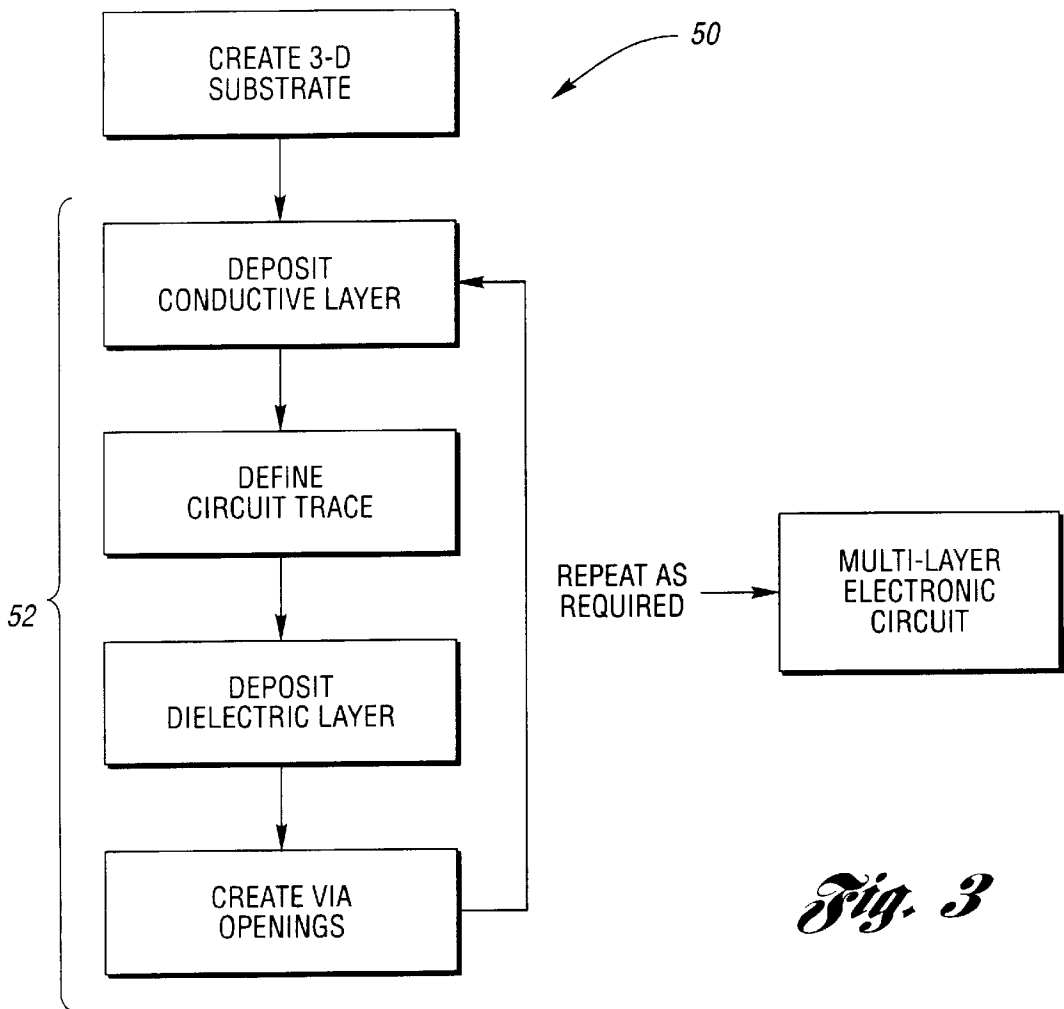 50
CREATE 3-D
SUBSTRATE
DEPOSIT
CONDUCTIVE LAYER
DEFINE
CIRCUIT TRACE
52
REPEAT AS
REQUIRED
MULTI-LAYER
ELECTRONIC
CIRCUIT
DEPOSIT
DIELECTRIC LAYER
CREATE VIA
OPENINGS
Fig. 3